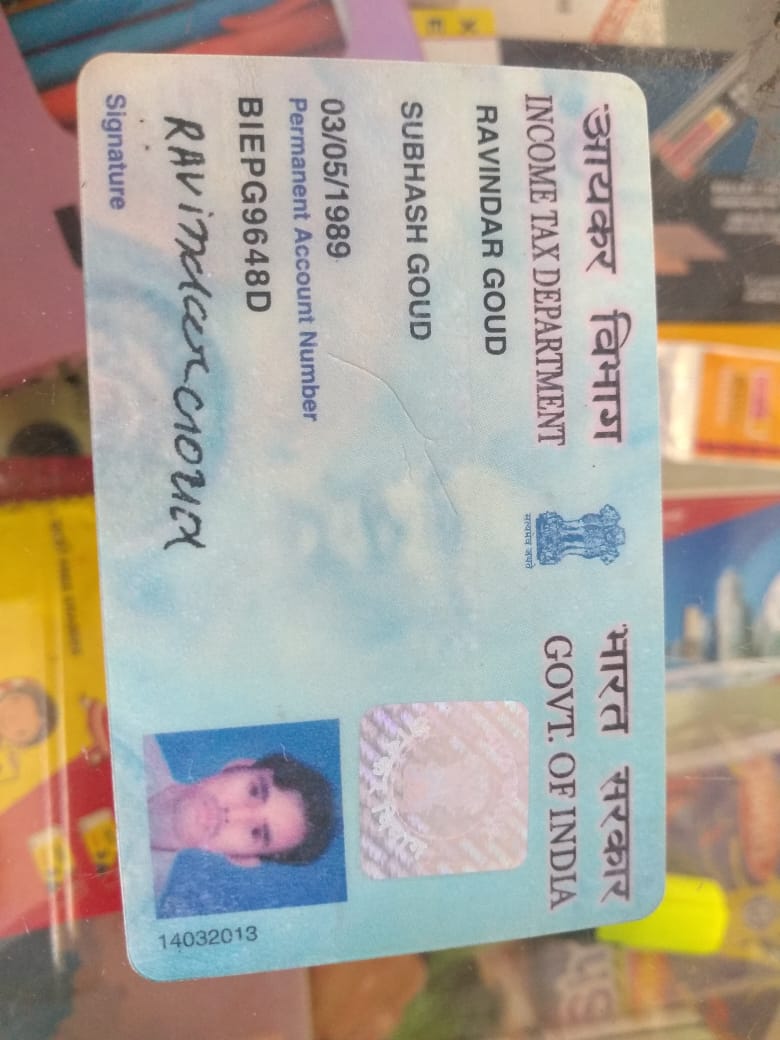 आयकर विभाग
INCOME TAX DEPARTMENT
भारत सरकार
GOVT. OF INDIA
सत्यमेव जयते
RAVINDAR GOUD
SUBHASH GOUD
03/05/1989
Permanent Account Number
BIEPG9648D
RAVindar Goud
Signature
14032013